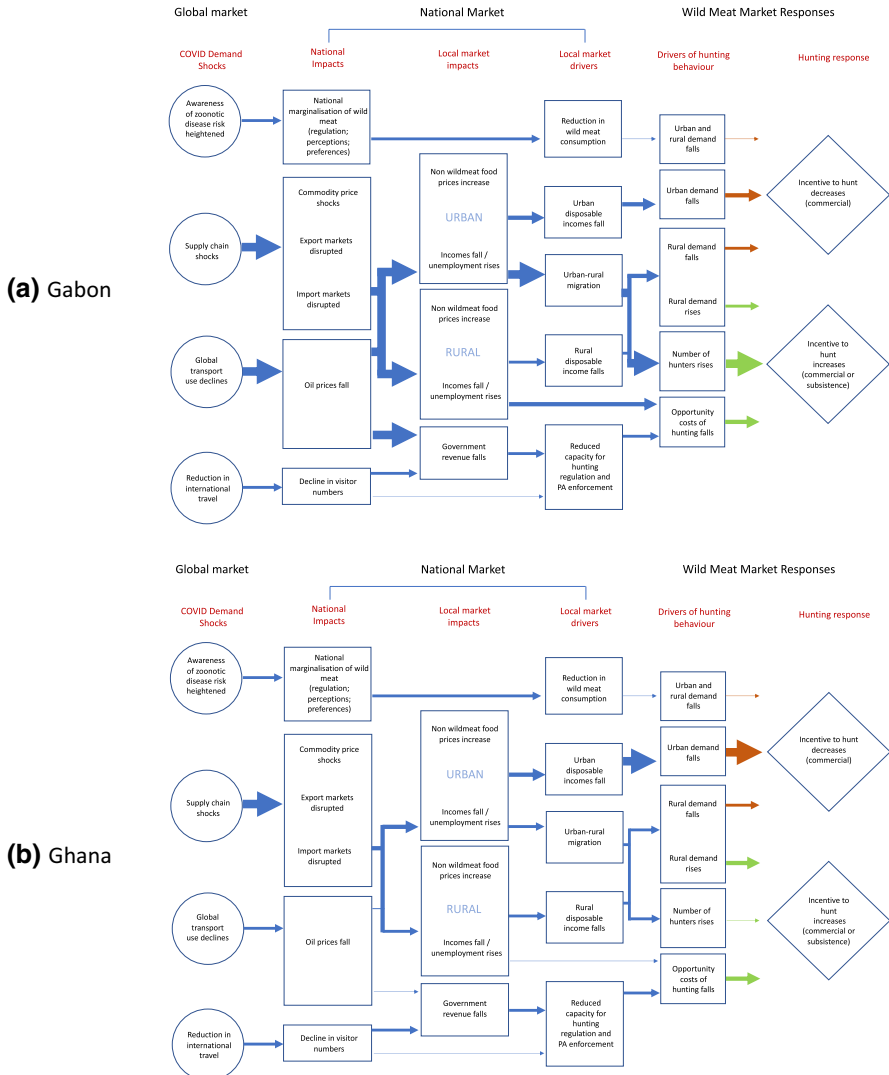 Global market
National Market
Wild Meat Market Responses
COVID Demand
Shocks
National
Impacts
Local market
impacts
Local market
drivers
Drivers of hunting
behaviour
Hunting response
Awareness
of zoonotic
disease risk
heightened
National
marginalisation of wild
meat
(regulation;
perceptions;
preferences)
Reduction in
wild meat
consumption
Urban and
rural demand
falls
Supply chain
shocks
Commodity price
shocks
Export markets
disrupted
Import markets
disrupted
Non wildmeat food
prices increase
URBAN
Incomes fall /
unemployment rises
Urban
disposable
incomes fall
Urban demand
falls
Incentive to hunt
decreases
(commercial)
Urban-rural
migration
Rural demand
falls
Rural demand
rises
(a) Gabon
Global
transport
use declines
Oil prices fall
Non wildmeat food
prices increase
RURAL
Incomes fall /
unemployment rises
Rural
disposable
income falls
Number of
hunters rises
Incentive to
hunt
increases
(commercial or
subsistence)
Opportunity
costs of
hunting falls
Reduction in
international
travel
Decline in visitor
numbers
Government
revenue falls
Reduced
capacity for
hunting
regulation and
PA enforcement
Global market
National Market
Wild Meat Market Responses
COVID Demand
Shocks
National
Impacts
Local market
impacts
Local market
drivers
Drivers of hunting
behaviour
Hunting response
Awareness
of zoonotic
disease risk
heightened
National
marginalisation of wild
meat
(regulation;
perceptions;
preferences)
Reduction in
wild meat
consumption
Urban and
rural demand
falls
Supply chain
shocks
Commodity price
shocks
Export markets
disrupted
Import markets
disrupted
Non wildmeat food
prices increase
URBAN
Incomes fall /
unemployment rises
Urban
disposable
incomes fall
Urban demand
falls
Incentive to hunt
decreases
(commercial)
Urban-rural
migration
Rural demand
falls
Rural demand
rises
(b) Ghana
Global
transport
use declines
Oil prices fall
Non wildmeat food
prices increase
RURAL
Incomes fall /
unemployment rises
Rural
disposable
income falls
Number of
hunters rises
Incentive to
hunt
increases
(commercial or
subsistence)
Opportunity
costs of
hunting falls
Reduction in
international
travel
Decline in visitor
numbers
Government
revenue falls
Reduced
capacity for
hunting
regulation and
PA enforcement